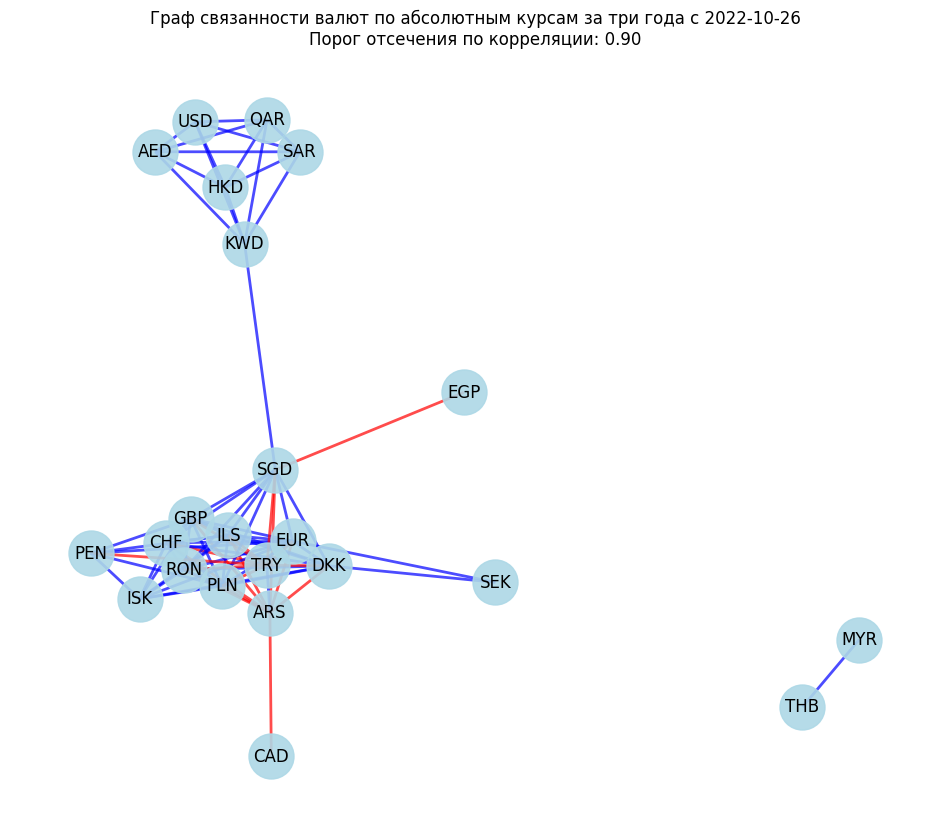 Граф связанности валют по абсолютным курсам за три года с 2022-10-26
Порог отсечения по корреляции: 0.90
USD
QAR
AED
SAR
HKD
KWD
EGP
SGD
GBP
ILS
CHF
EUR
PEN
TRY
DKK
RON
PLN
SEK
ISK
ARS
MYR
THB
CAD